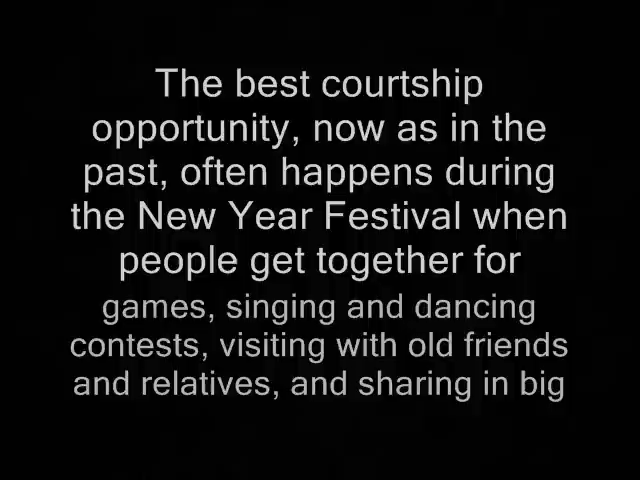 The best courtship
opportunity, now as in the
past, often happens during
the New Year Festival when
people get together for
games, singing and dancing
contests, visiting with old friends
and relatives, and sharing in big